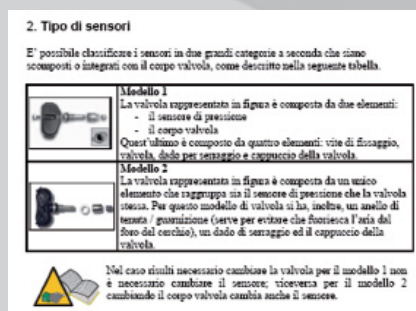 2. Tipo di sensori
E' possibile classificare i sensori in due grandi categorie a seconda che siano
scomposti o integrati con il corpo valvola, come descritto nella seguente tabella.
Modello 1
La valvola rappresentata in figura è composta da due elementi:
- il sensore di pressione
- il corpo valvola
Quest'ultimo è composto da quattro elementi: vite di fissaggio,
valvola, dado per serraggio e cappuccio della valvola.
Modello 2
La valvola rappresentata in figura è composta da un unico
elemento che raggruppa sia il sensore di pressione che la valvola
stessa. Per questo modello di valvola si ha, inoltre, un anello di
tenuta / guarnizione (serve per evitare che fuoriesca l'aria dal
foro del cerchio), un dado di serraggio ed il cappuccio della
valvola.
Nel caso risulti necessario cambiare la valvola per il modello 1 non
è necessario cambiare il sensore; viceversa per il modello 2
cambiando il corpo valvola cambia anche il sensore.